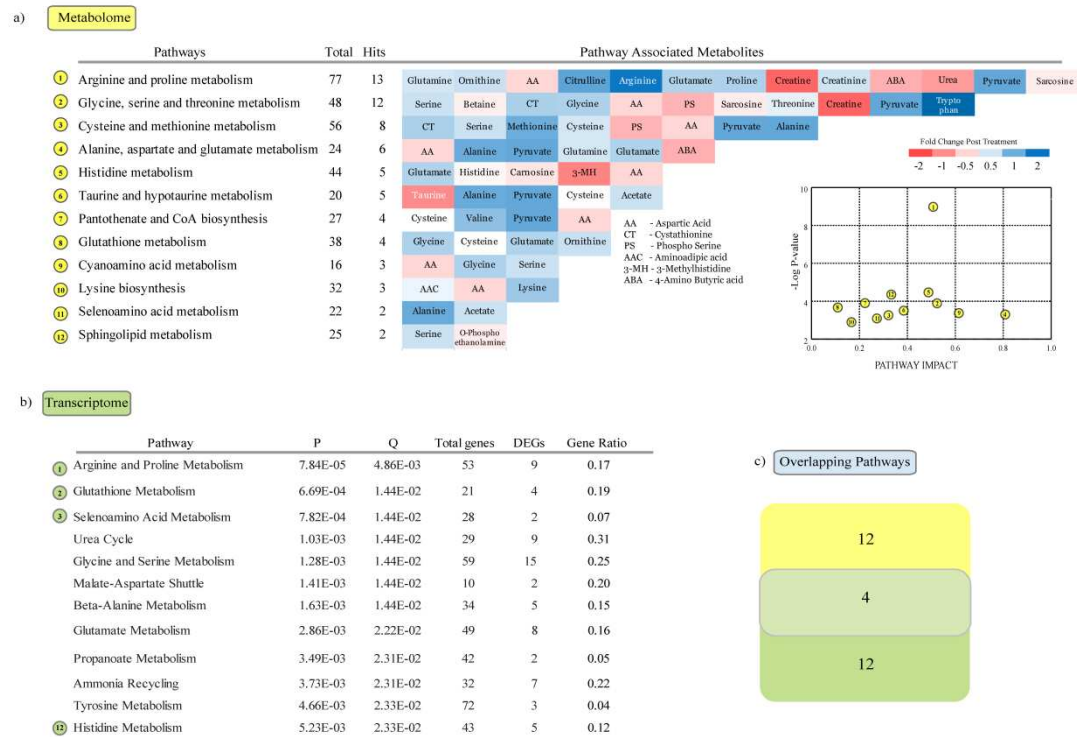 a) Metabolome
Pathways Total Hits Pathway Associated Metabolites
1 Arginine and proline metabolism 77 13 Glutamine Ornithine AA Citrulline Arginine Glutamate Proline Creatine Creatinine ABA Urea Pyruvate Sarcosine
2 Glycine, serine and threonine metabolism 48 12 Serine Betaine CT Glycine AA PS Sarcosine Threonine Creatine Pyruvate Trypto
phan
3 Cysteine and methionine metabolism 56 8 CT Serine Methionine Cysteine PS AA Pyruvate Alanine
4 Alanine, aspartate and glutamate metabolism 24 6 AA Alanine Pyruvate Glutamine Glutamate ABA
5 Histidine metabolism 44 5 Glutamate Histidine Carnosine 3-MH AA
6 Taurine and hypotaurine metabolism 20 5 Taurine Alanine Pyruvate Cysteine Acetate
7 Pantothenate and CoA biosynthesis 27 4 Cysteine Valine Pyruvate AA
8 Glutathione metabolism 38 4 Glycine Cysteine Glutamate Ornithine
9 Cyanoamino acid metabolism 16 3 AA Glycine Serine
10 Lysine biosynthesis 32 3 AAC AA Lysine
11 Selenoamino acid metabolism 22 2 Alanine Acetate
12 Sphingolipid metabolism 25 2 Serine O-Phospho
ethanolamine
AA - Aspartic Acid
CT - Cystathionine
PS - Phospho Serine
AAC - Aminoadipic acid
3-MH - 3-Methylhistidine
ABA - 4-Amino Butyric acid
Fold Change Post Treatment
-2 -1 -0.5 0.5 1 2
-Log P-value
10
8
6
4
2
1
12
5
8
7
2
6
10
11
3
9
4
0.0 0.2 0.4 0.6 0.8 1.0
PATHWAY IMPACT
b) Transcriptome
Pathway P Q Total genes DEGs Gene Ratio
1 Arginine and Proline Metabolism 7.84E-05 4.86E-03 53 9 0.17
2 Glutathione Metabolism 6.69E-04 1.44E-02 21 4 0.19
3 Selenoamino Acid Metabolism 7.82E-04 1.44E-02 28 2 0.07
Urea Cycle 1.03E-03 1.44E-02 29 9 0.31
Glycine and Serine Metabolism 1.28E-03 1.44E-02 59 15 0.25
Malate-Aspartate Shuttle 1.41E-03 1.44E-02 10 2 0.20
Beta-Alanine Metabolism 1.63E-03 1.44E-02 34 5 0.15
Glutamate Metabolism 2.86E-03 2.22E-02 49 8 0.16
Propanoate Metabolism 3.49E-03 2.31E-02 42 2 0.05
Ammonia Recycling 3.73E-03 2.31E-02 32 7 0.22
Tyrosine Metabolism 4.66E-03 2.33E-02 72 3 0.04
12 Histidine Metabolism 5.23E-03 2.33E-02 43 5 0.12
c) Overlapping Pathways
12
4
12